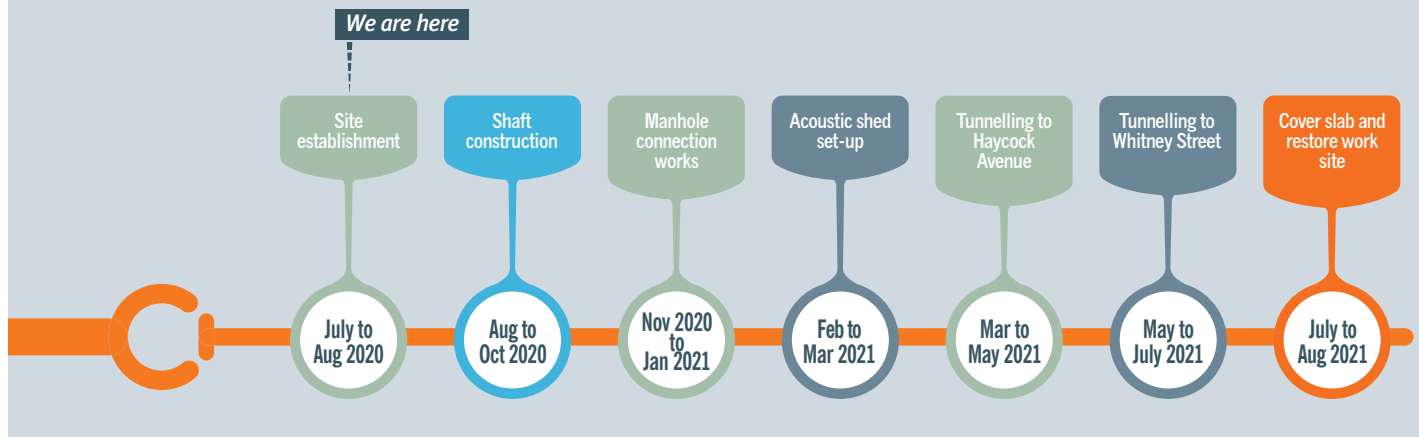 We are here
Site
establishment
Shaft
construction
Manhole
connection
works
Acoustic shed
set-up
Tunnelling to
Haycock
Avenue
Tunnelling to
Whitney Street
Cover slab and
restore work
site
July to
Aug 2020
Aug to
Oct 2020
Nov 2020
to
Jan 2021
Feb to
Mar 2021
Mar to
May 2021
May to
July 2021
July to
Aug 2021